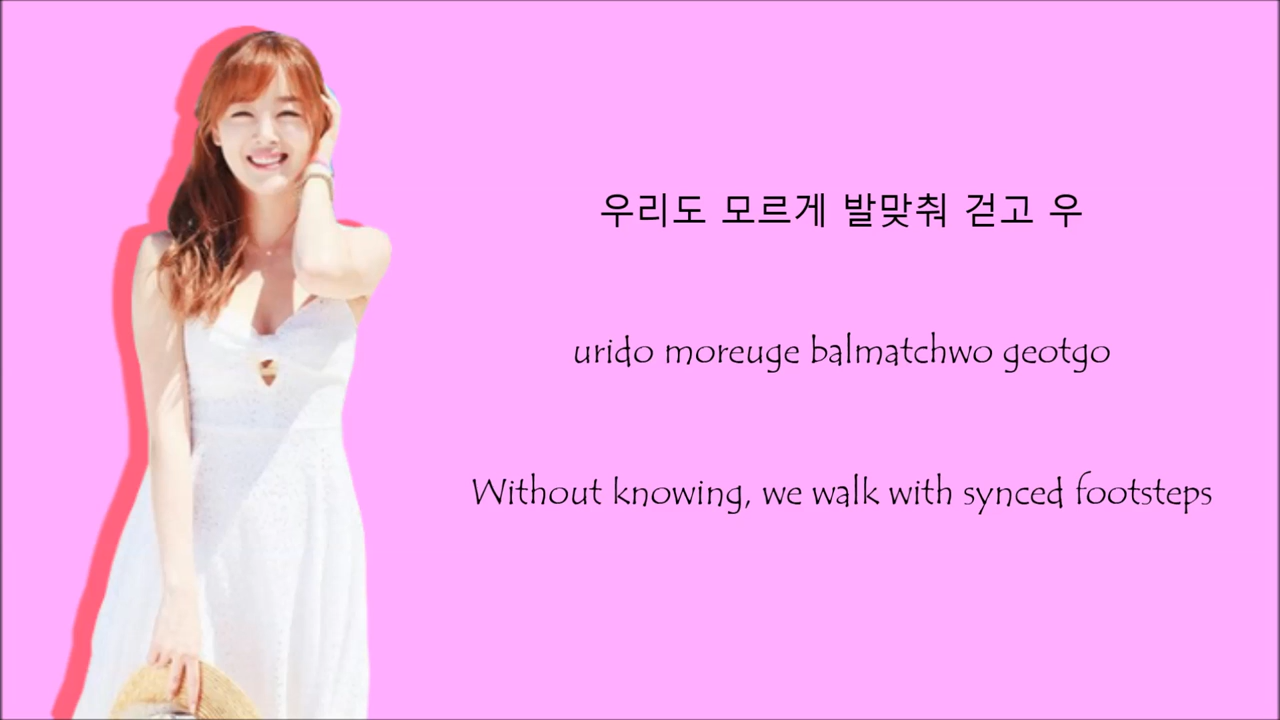 우리도 모르게 발맞춰 걷고 우
urido moreuge balmatchwo geotgo
Without knowing, we walk with synced footsteps